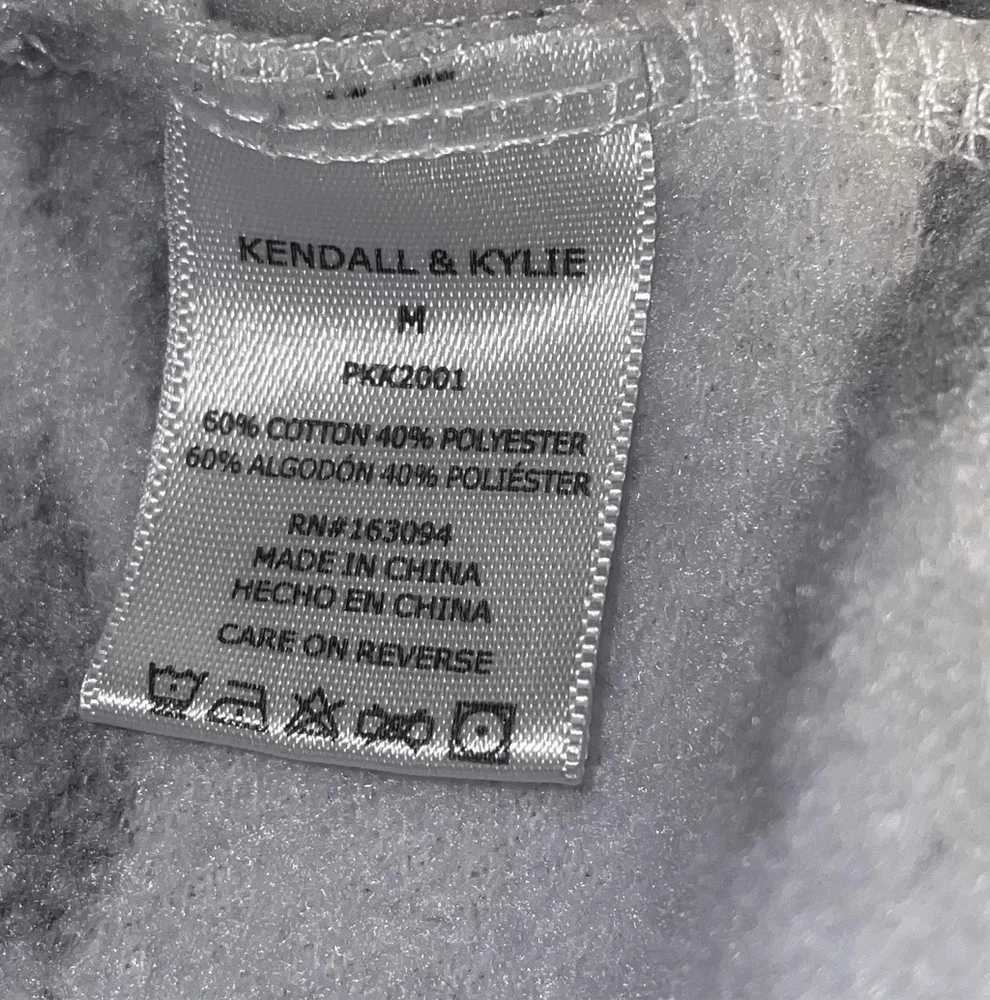 KENDALL & KYLIE
M
PKK2001
60% COTTON 40% POLYESTER
60% ALGODÓN 40% POLIÉSTER
RN#163094
MADE IN CHINA
HECHO EN CHINA
CARE ON REVERSE